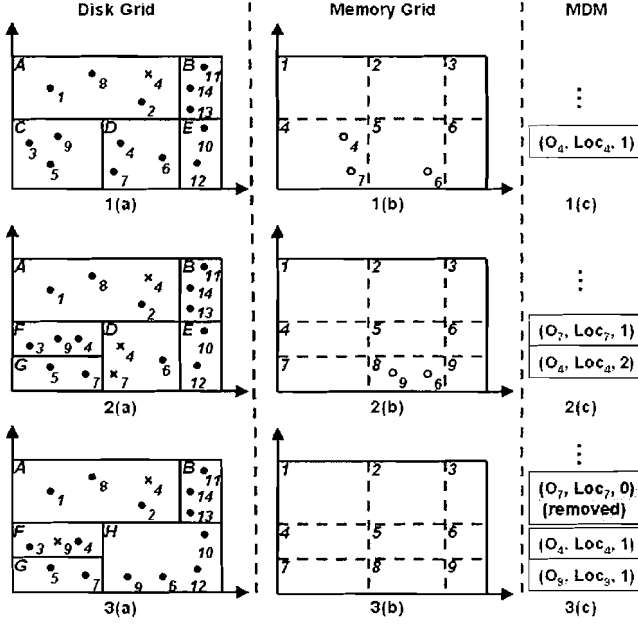 Disk Grid Memory Grid MDM
A B 11 1 2 3
8 4 14
1 2 13
C D E 4 5 6
3 9 4 10 4 (O4, Loc4, 1)
5 7 6 12 7 6
1(a) 1(b) 1(c)
A B 11 1 2 3
8 4 14
1 2 13
F D E 4 5 6 (O7, Loc7, 1)
3 9 4 4 10
G 5 7 7 6 12 7 8 9 (O4, Loc4, 2)
9 6
2(a) 2(b) 2(c)
A B 11 1 2 3
8 4 14 (O7, Loc7, 0)
1 2 13 (removed)
F H 4 5 6
3 9 4 10 (O4, Loc4, 1)
G 5 7 9 6 12 7 8 9 (O9, Loc9, 1)
3(a) 3(b) 3(c)